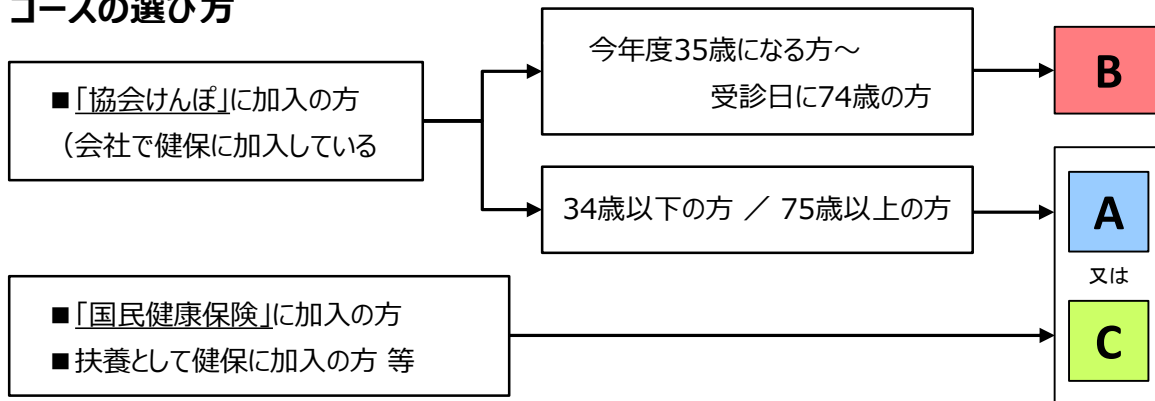 コースの選び方
■「協会けんぽ」に加入の方
（会社で健保に加入している
今年度35歳になる方～
受診日に74歳の方
B
34歳以下の方 ／ 75歳以上の方
A
又は
C
■「国民健康保険」に加入の方
■扶養として健保に加入の方 等